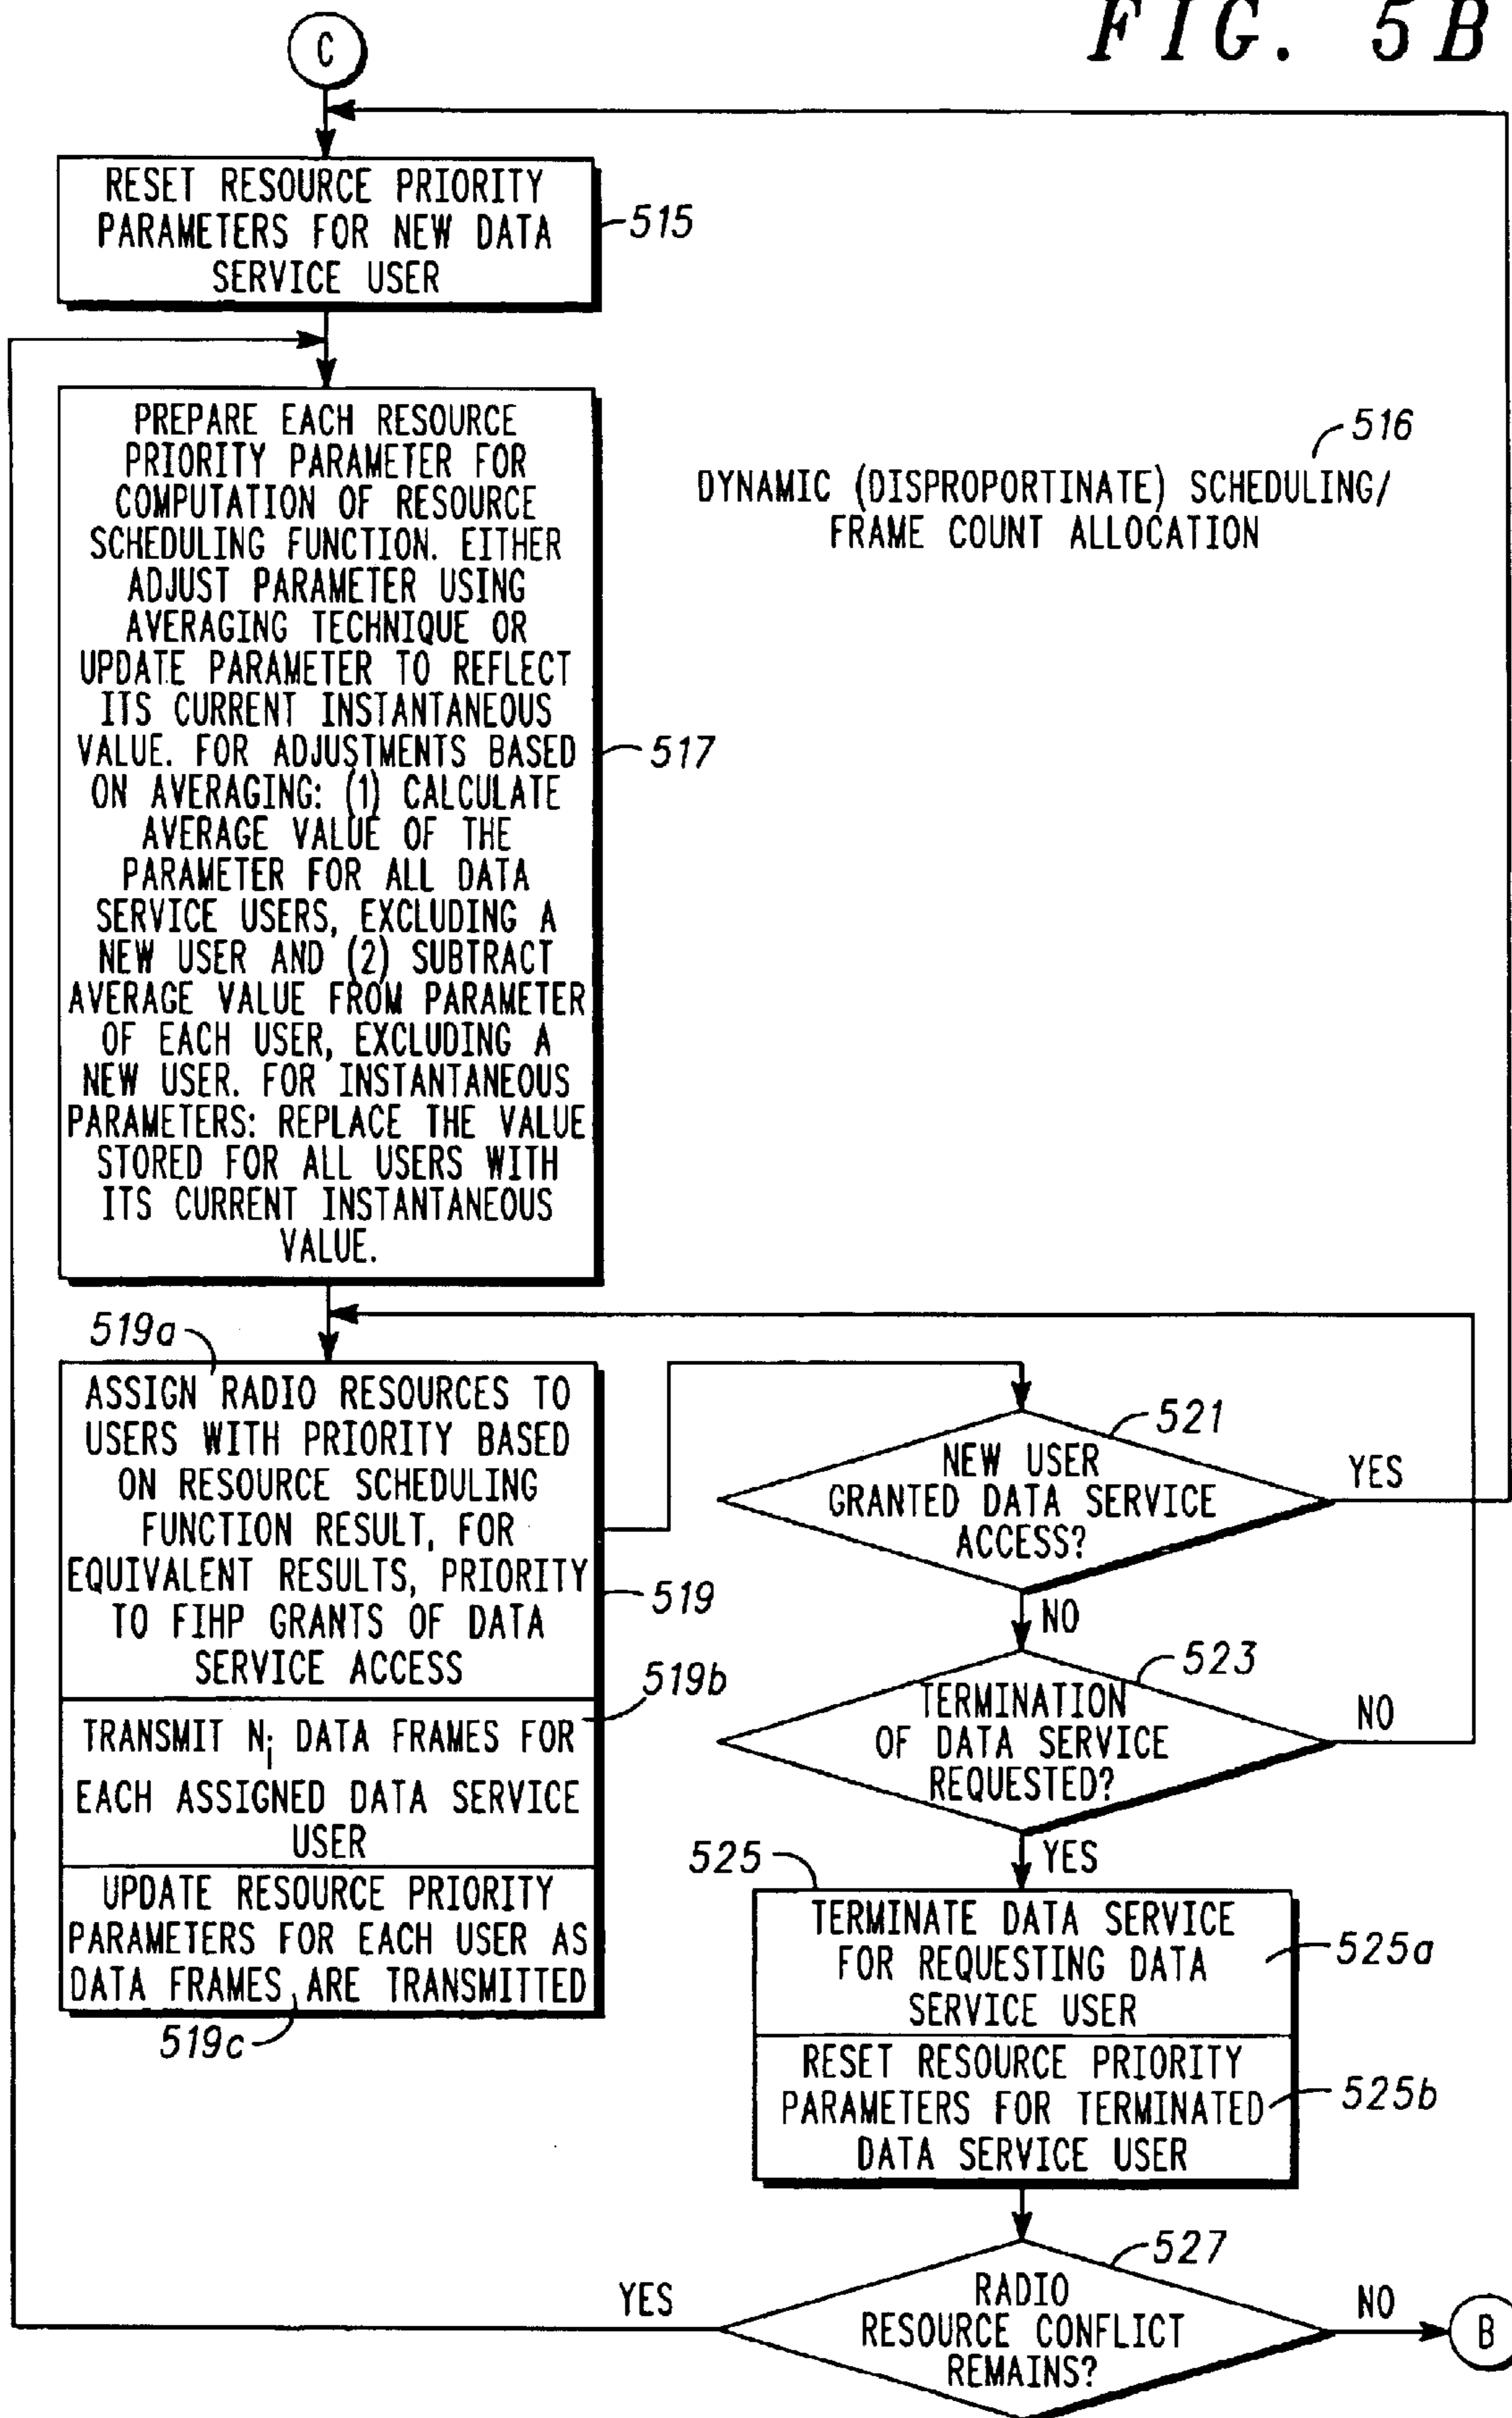 FIG. 5B
C
RESET RESOURCE PRIORITY
PARAMETERS FOR NEW DATA
SERVICE USER
515
PREPARE EACH RESOURCE
PRIORITY PARAMETER FOR
COMPUTATION OF RESOURCE
SCHEDULING FUNCTION. EITHER
ADJUST PARAMETER USING
AVERAGING TECHNIQUE OR
UPDATE PARAMETER TO REFLECT
ITS CURRENT INSTANTANEOUS
VALUE. FOR ADJUSTMENTS BASED
ON AVERAGING: (1) CALCULATE
AVERAGE VALUE OF THE
PARAMETER FOR ALL DATA
SERVICE USERS, EXCLUDING A
NEW USER AND (2) SUBTRACT
AVERAGE VALUE FROM PARAMETER
OF EACH USER, EXCLUDING A
NEW USER. FOR INSTANTANEOUS
PARAMETERS: REPLACE THE VALUE
STORED FOR ALL USERS WITH
ITS CURRENT INSTANTANEOUS
VALUE.
517
516
DYNAMIC (DISPROPORTINATE) SCHEDULING/
FRAME COUNT ALLOCATION
519a
ASSIGN RADIO RESOURCES TO
USERS WITH PRIORITY BASED
ON RESOURCE SCHEDULING
FUNCTION RESULT, FOR
EQUIVALENT RESULTS, PRIORITY
TO FIHP GRANTS OF DATA
SERVICE ACCESS
519
519b
TRANSMIT Ni DATA FRAMES FOR
EACH ASSIGNED DATA SERVICE
USER
UPDATE RESOURCE PRIORITY
PARAMETERS FOR EACH USER AS
DATA FRAMES ARE TRANSMITTED
519c
521
NEW USER
GRANTED DATA SERVICE
ACCESS?
YES
NO
523
TERMINATION
OF DATA SERVICE
REQUESTED?
NO
YES
525
TERMINATE DATA SERVICE
FOR REQUESTING DATA
SERVICE USER
525a
RESET RESOURCE PRIORITY
PARAMETERS FOR TERMINATED
DATA SERVICE USER
525b
527
RADIO
RESOURCE CONFLICT
REMAINS?
YES
NO
B